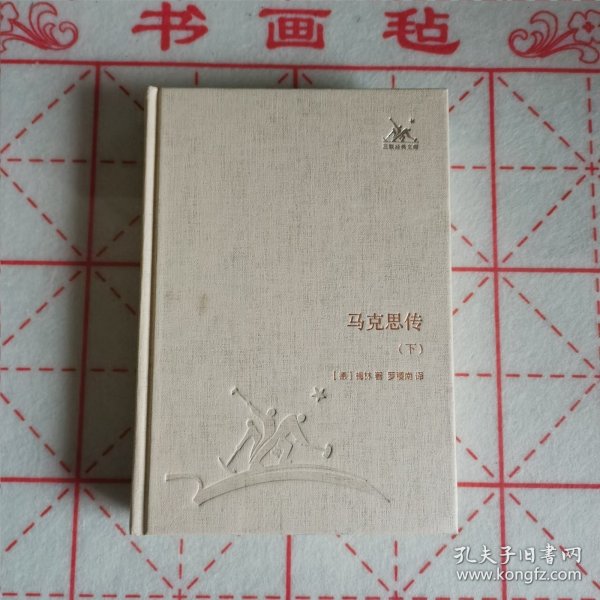 书画毡
三联经典文库
马克思传
（下）
［德］梅林 著 罗稷南 译
孔夫子旧书网
www.kongfz.com